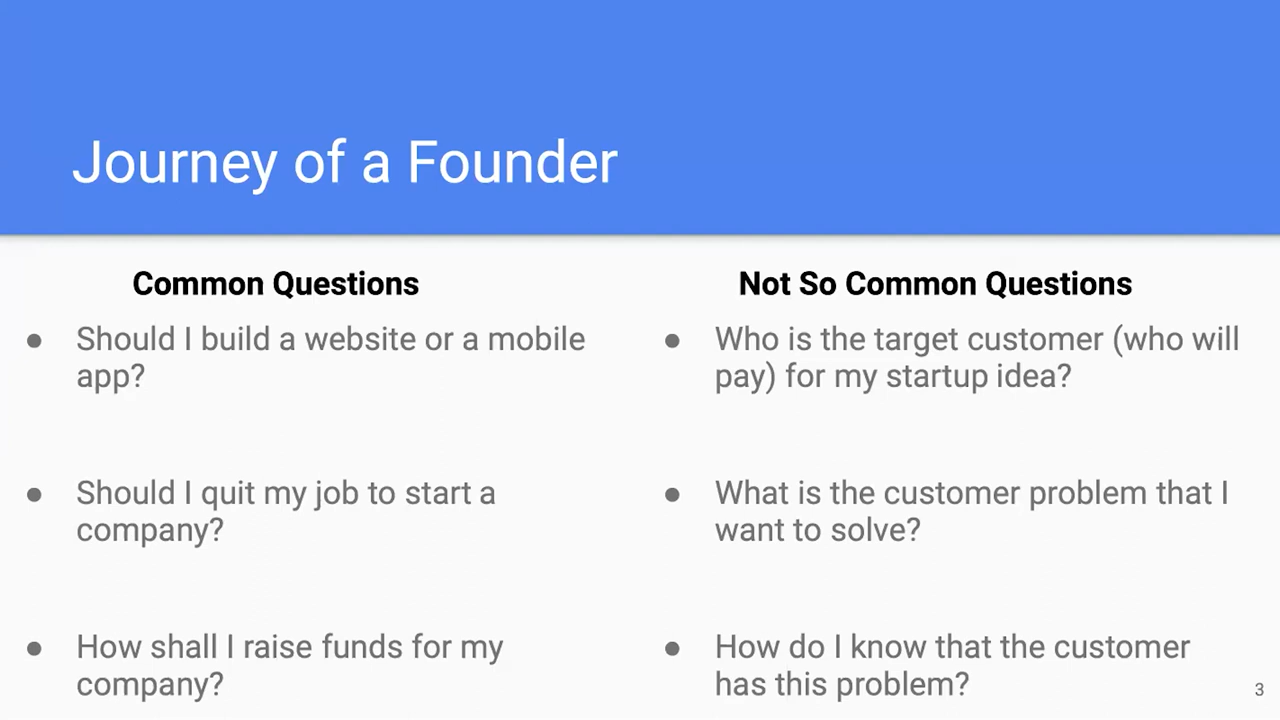 Journey of a Founder
Common Questions
● Should I build a website or a mobile
app?
● Should I quit my job to start a
company?
● How shall I raise funds for my
company?
Not So Common Questions
● Who is the target customer (who will
pay) for my startup idea?
● What is the customer problem that I
want to solve?
● How do I know that the customer
has this problem?
3